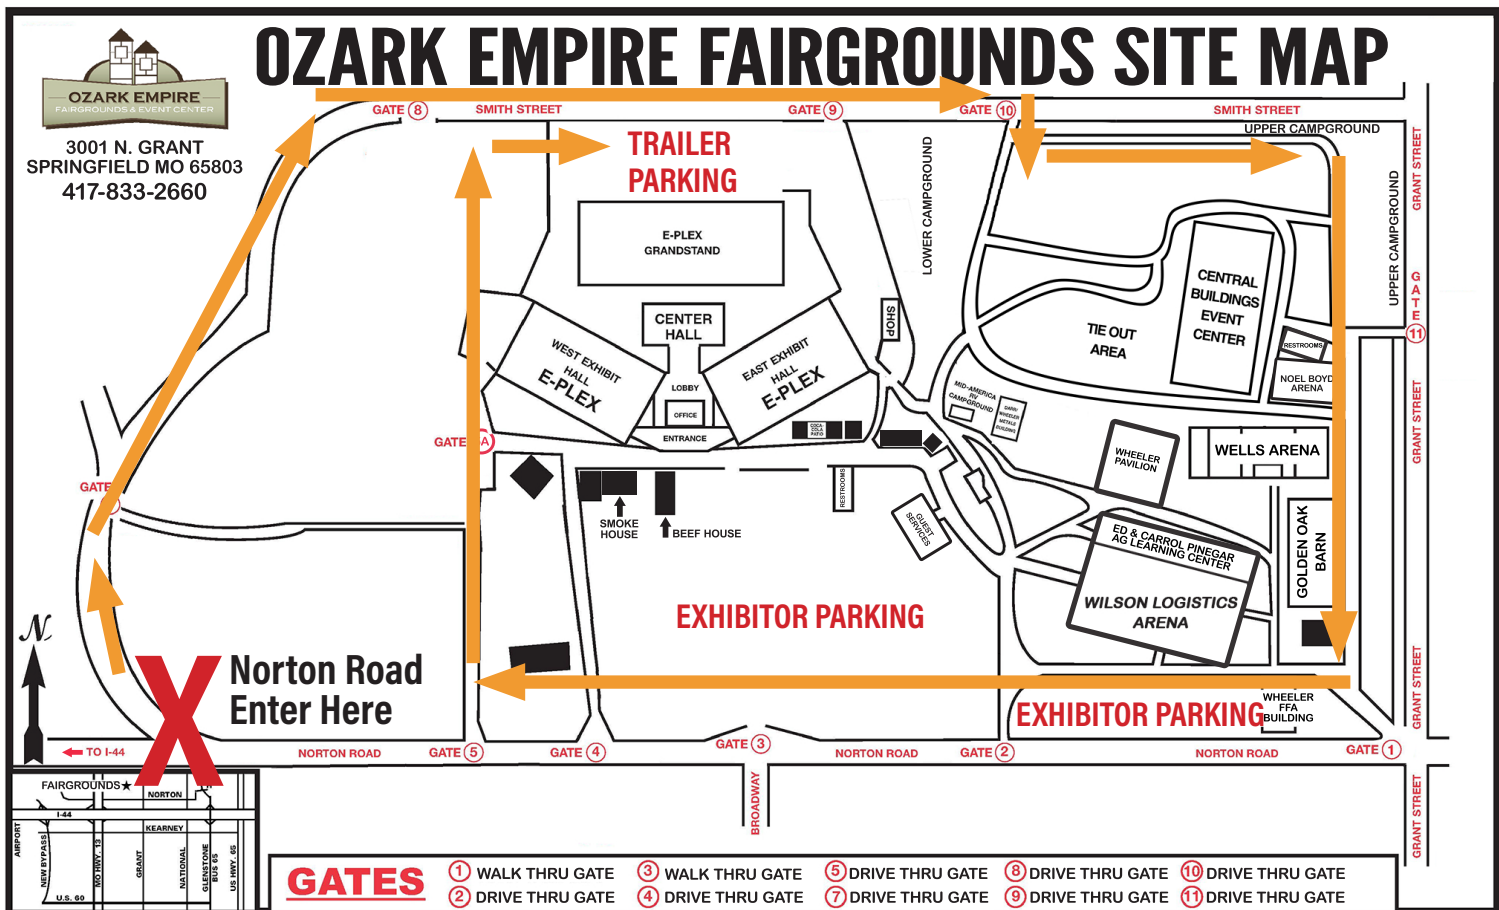 OZARK EMPIRE FAIRGROUNDS SITE MAP
OZARK EMPIRE
FAIRGROUNDS & EVENT CENTER
3001 N. GRANT
SPRINGFIELD MO 65803
417-833-2660
GATE 8
SMITH STREET
GATE 9
GATE 10
SMITH STREET
UPPER CAMPGROUND
GRANT STREET
TRAILER
PARKING
LOWER CAMPGROUND
UPPER CAMPGROUND
E-PLEX
GRANDSTAND
CENTRAL
BUILDINGS
EVENT
CENTER
GATE
11
CENTER
HALL
SHOP
TIE OUT
AREA
RESTROOMS
WEST EXHIBIT
HALL
E-PLEX
EAST EXHIBIT
HALL
E-PLEX
NOEL BOYD
ARENA
LOBBY
OFFICE
ENTRANCE
MID-AMERICA
RV
CAMPGROUND
WHEELER
METALS
BUILDING
GRANT STREET
COCA-
COLA
PATIO
GATE A
WHEELER
PAVILION
WELLS ARENA
GATE
RESTROOMS
SMOKE
HOUSE
BEEF HOUSE
GUEST
SERVICES
ED & CARROL PINEGAR
AG LEARNING CENTER
GOLDEN OAK
BARN
WILSON LOGISTICS
ARENA
EXHIBITOR PARKING
N
X
Norton Road
Enter Here
GRANT STREET
EXHIBITOR PARKING
WHEELER
FFA
BUILDING
TO I-44
NORTON ROAD
GATE 5
GATE 4
GATE 3
NORTON ROAD
GATE 2
NORTON ROAD
GATE 1
BROADWAY
GRANT STREET
FAIRGROUNDS★
NORTON
I-44
KEARNEY
AIRPORT
NEW BYPASS
MO HWY. 13
GRANT
NATIONAL
GLENSTONE
BUS 65
US HWY. 65
U.S. 60
GATES
1 WALK THRU GATE
3 WALK THRU GATE
5 DRIVE THRU GATE
8 DRIVE THRU GATE
10 DRIVE THRU GATE
2 DRIVE THRU GATE
4 DRIVE THRU GATE
7 DRIVE THRU GATE
9 DRIVE THRU GATE
11 DRIVE THRU GATE